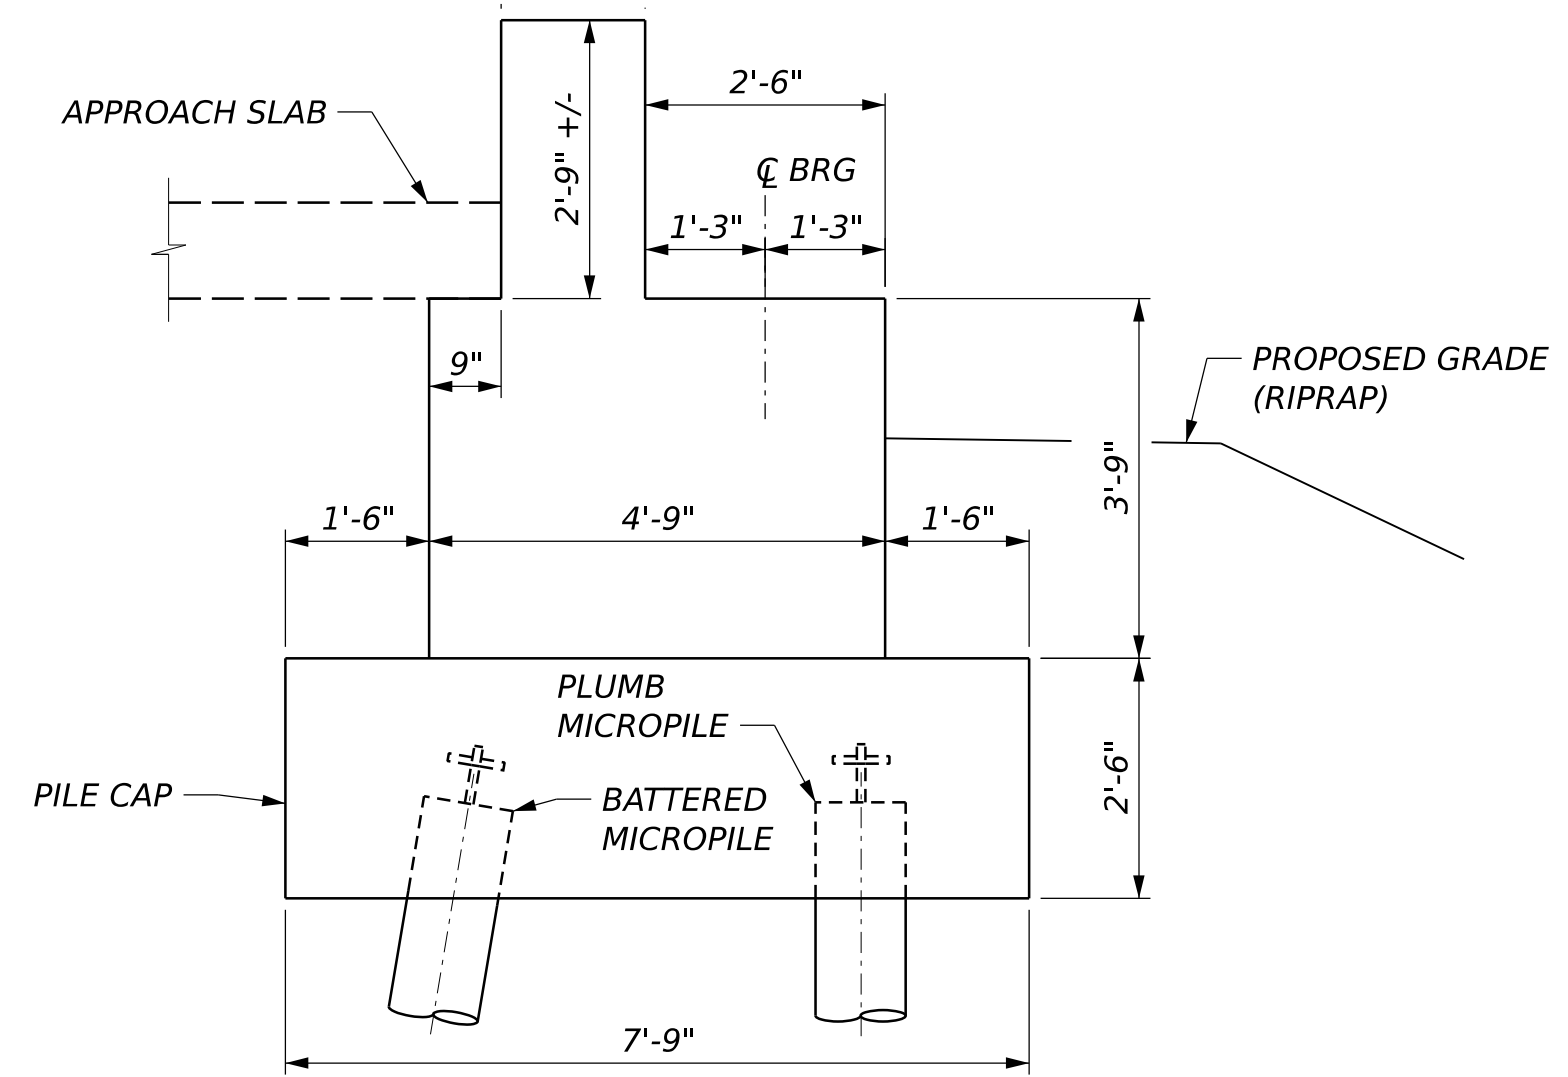 2'-6"
APPROACH SLAB
2'-9" +/-
℄ BRG
1'-3"
1'-3"
9"
PROPOSED GRADE
(RIPRAP)
3'-9"
1'-6"
4'-9"
1'-6"
PLUMB
MICROPILE
2'-6"
PILE CAP
BATTERED
MICROPILE
7'-9"